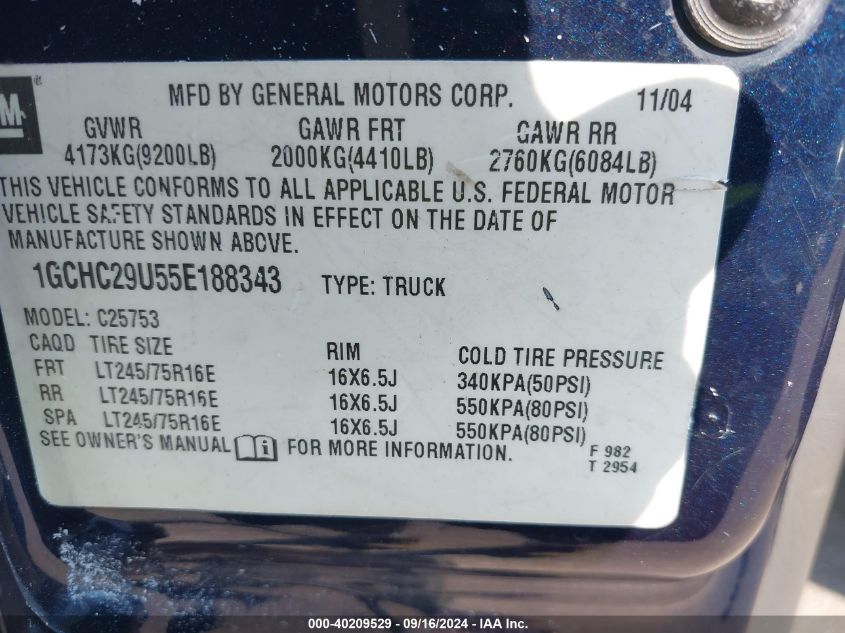 MFD BY GENERAL MOTORS CORP. 11/04
GVWR GAWR FRT GAWR RR
4173KG(9200LB) 2000KG(4410LB) 2760KG(6084LB)
THIS VEHICLE CONFORMS TO ALL APPLICABLE U.S. FEDERAL MOTOR
VEHICLE SAFETY STANDARDS IN EFFECT ON THE DATE OF
MANUFACTURE SHOWN ABOVE.
1GCHC29U55E188343 TYPE: TRUCK
MODEL: C25753
CAQD TIRE SIZE RIM COLD TIRE PRESSURE
FRT LT245/75R16E 16X6.5J 340KPA(50PSI)
RR LT245/75R16E 16X6.5J 550KPA(80PSI)
SPA LT245/75R16E 16X6.5J 550KPA(80PSI)
SEE OWNER'S MANUAL i FOR MORE INFORMATION.
F 982
T 2954
000-40209529 - 09/16/2024 - IAA Inc.